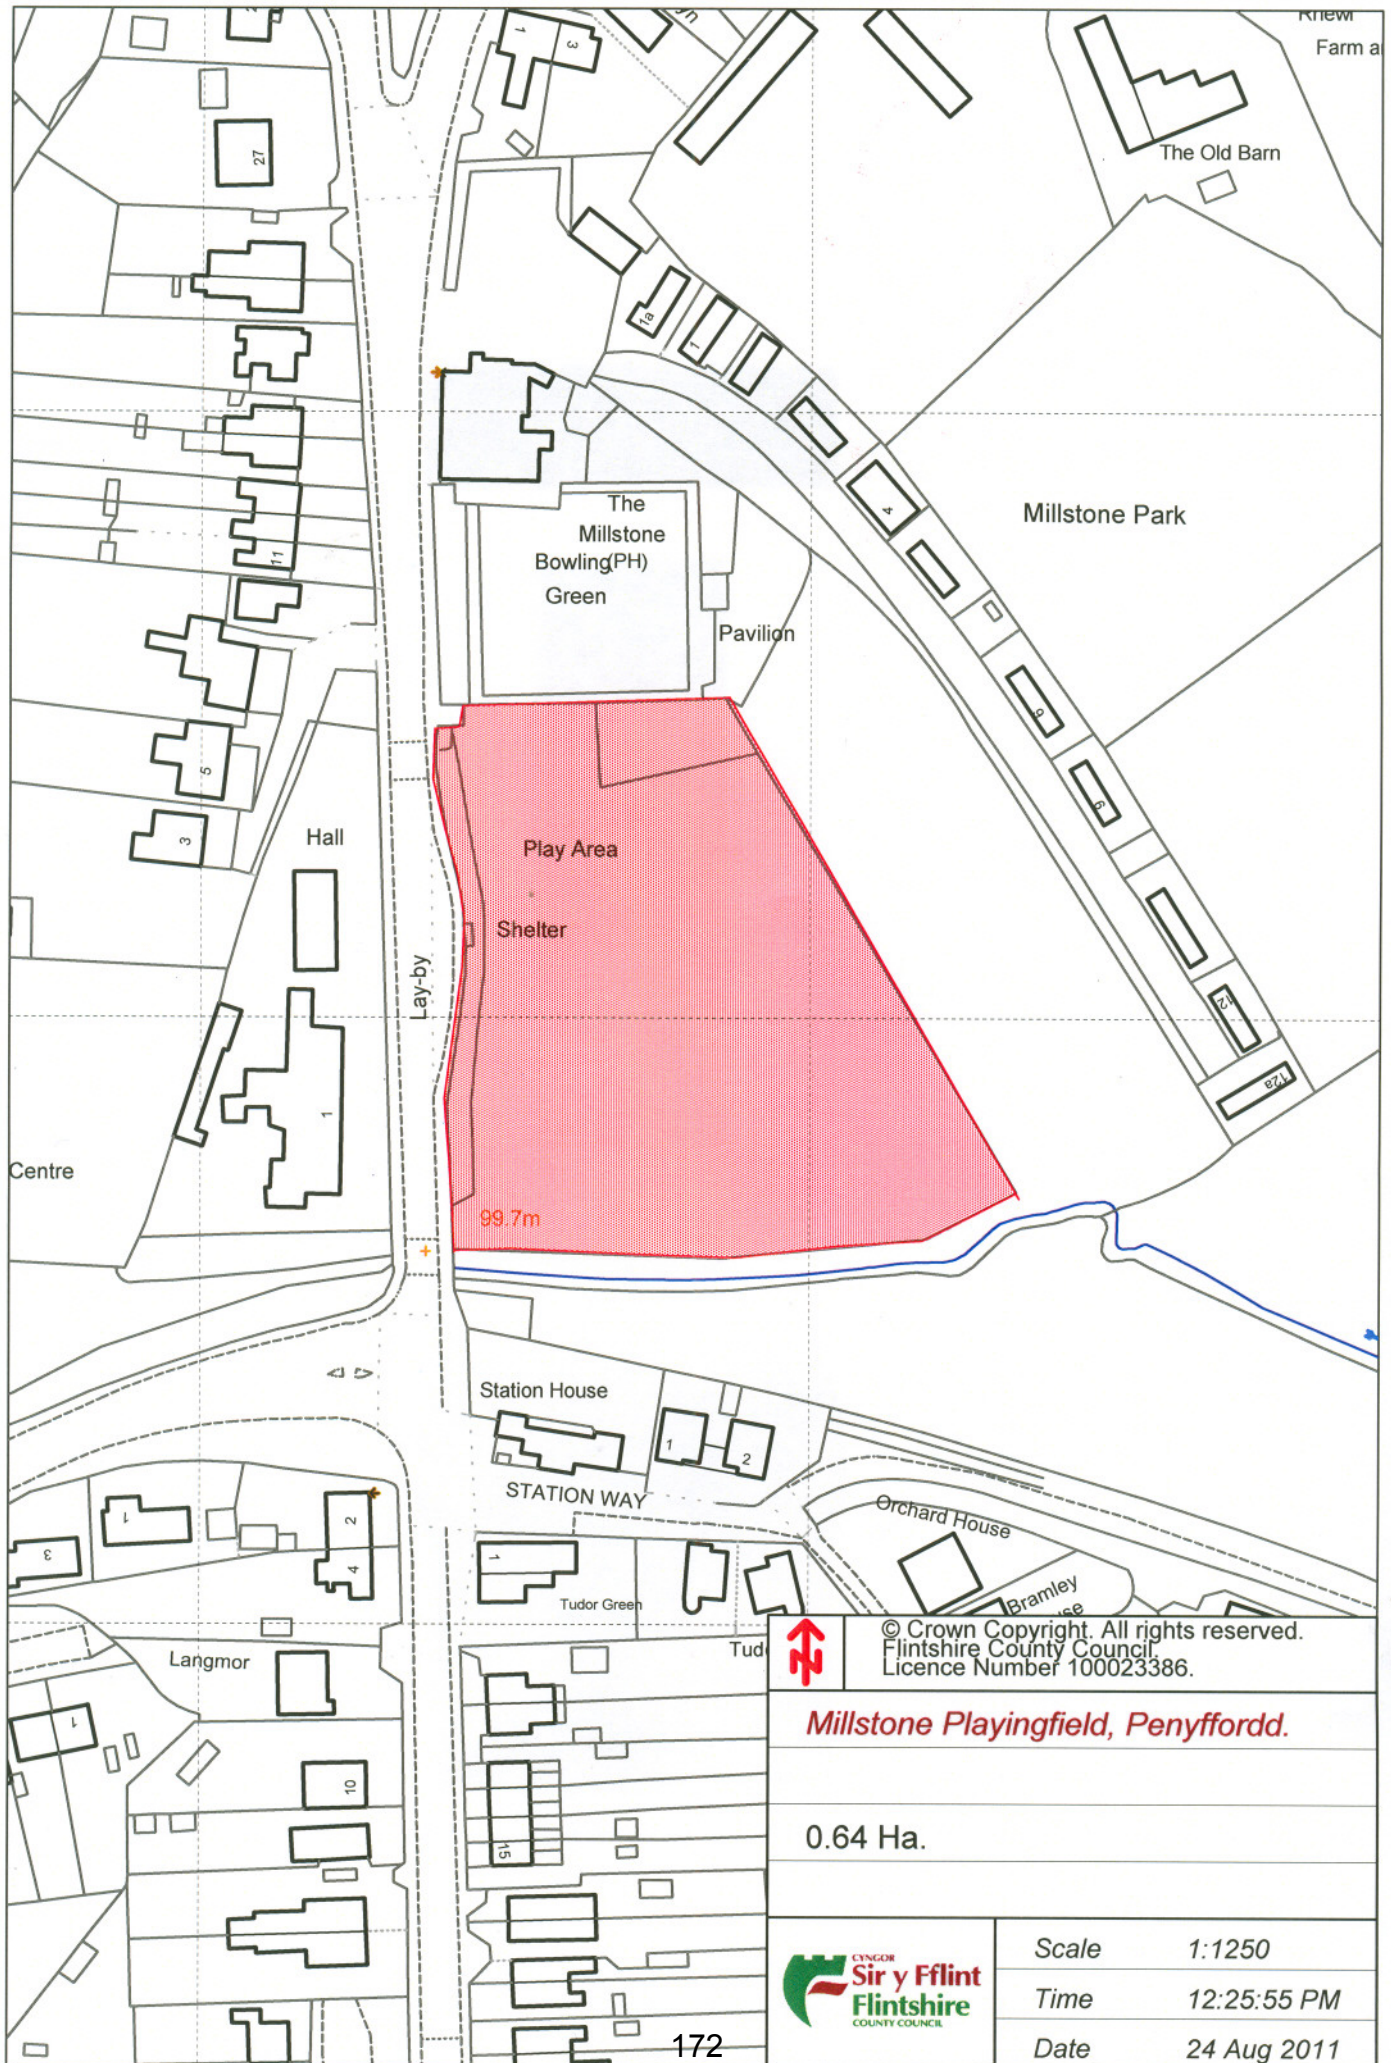 1
3
Farm a
27
The Old Barn
1a
1
The
Millstone
Bowling(PH)
Green
4
Millstone Park
11
Pavilion
9
5
9
3
Hall
Play Area
Shelter
Lay-by
12
12a
1
Centre
99.7m
Station House
1
2
STATION WAY
Orchard House
1
2
3
4
1
Tudor Green
Bramley
Tud
Langmor
1
10
15
N
© Crown Copyright. All rights reserved.
Flintshire County Council.
Licence Number 100023386.
Millstone Playingfield, Penyffordd.
0.64 Ha.
CYNGOR
Sir y Fflint
Flintshire
COUNTY COUNCIL
Scale 1:1250
Time 12:25:55 PM
Date 24 Aug 2011
172